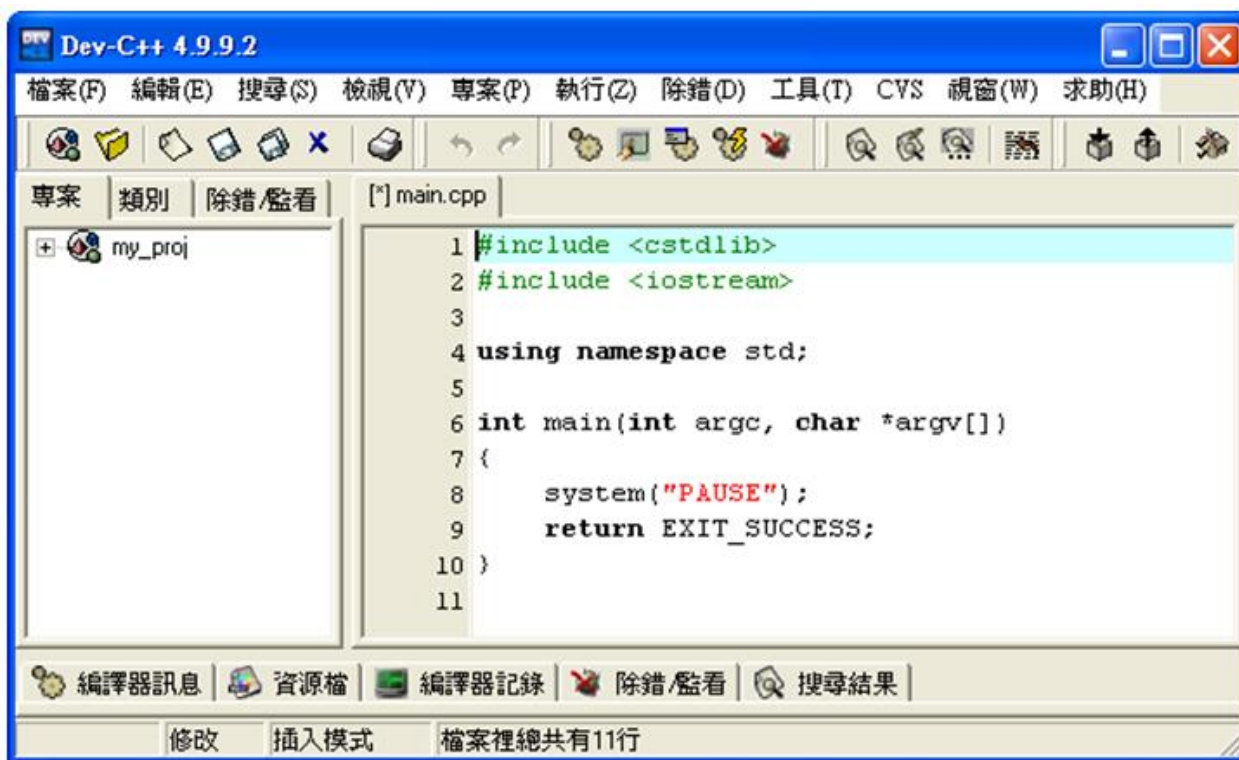 Dev-C++ 4.9.9.2
檔案(F) 編輯(E) 搜尋(S) 檢視(V) 專案(P) 執行(Z) 除錯(D) 工具(T) CVS 視窗(W) 求助(H)
專案 類別 除錯/監看 [*] main.cpp
my_proj
1 #include <cstdlib>
2 #include <iostream>
3
4 using namespace std;
5
6 int main(int argc, char *argv[])
7 {
8 system("PAUSE");
9 return EXIT_SUCCESS;
10 }
11
編譯器訊息 資源檔 編譯器記錄 除錯/監看 搜尋結果
修改 插入模式 檔案裡總共有11行